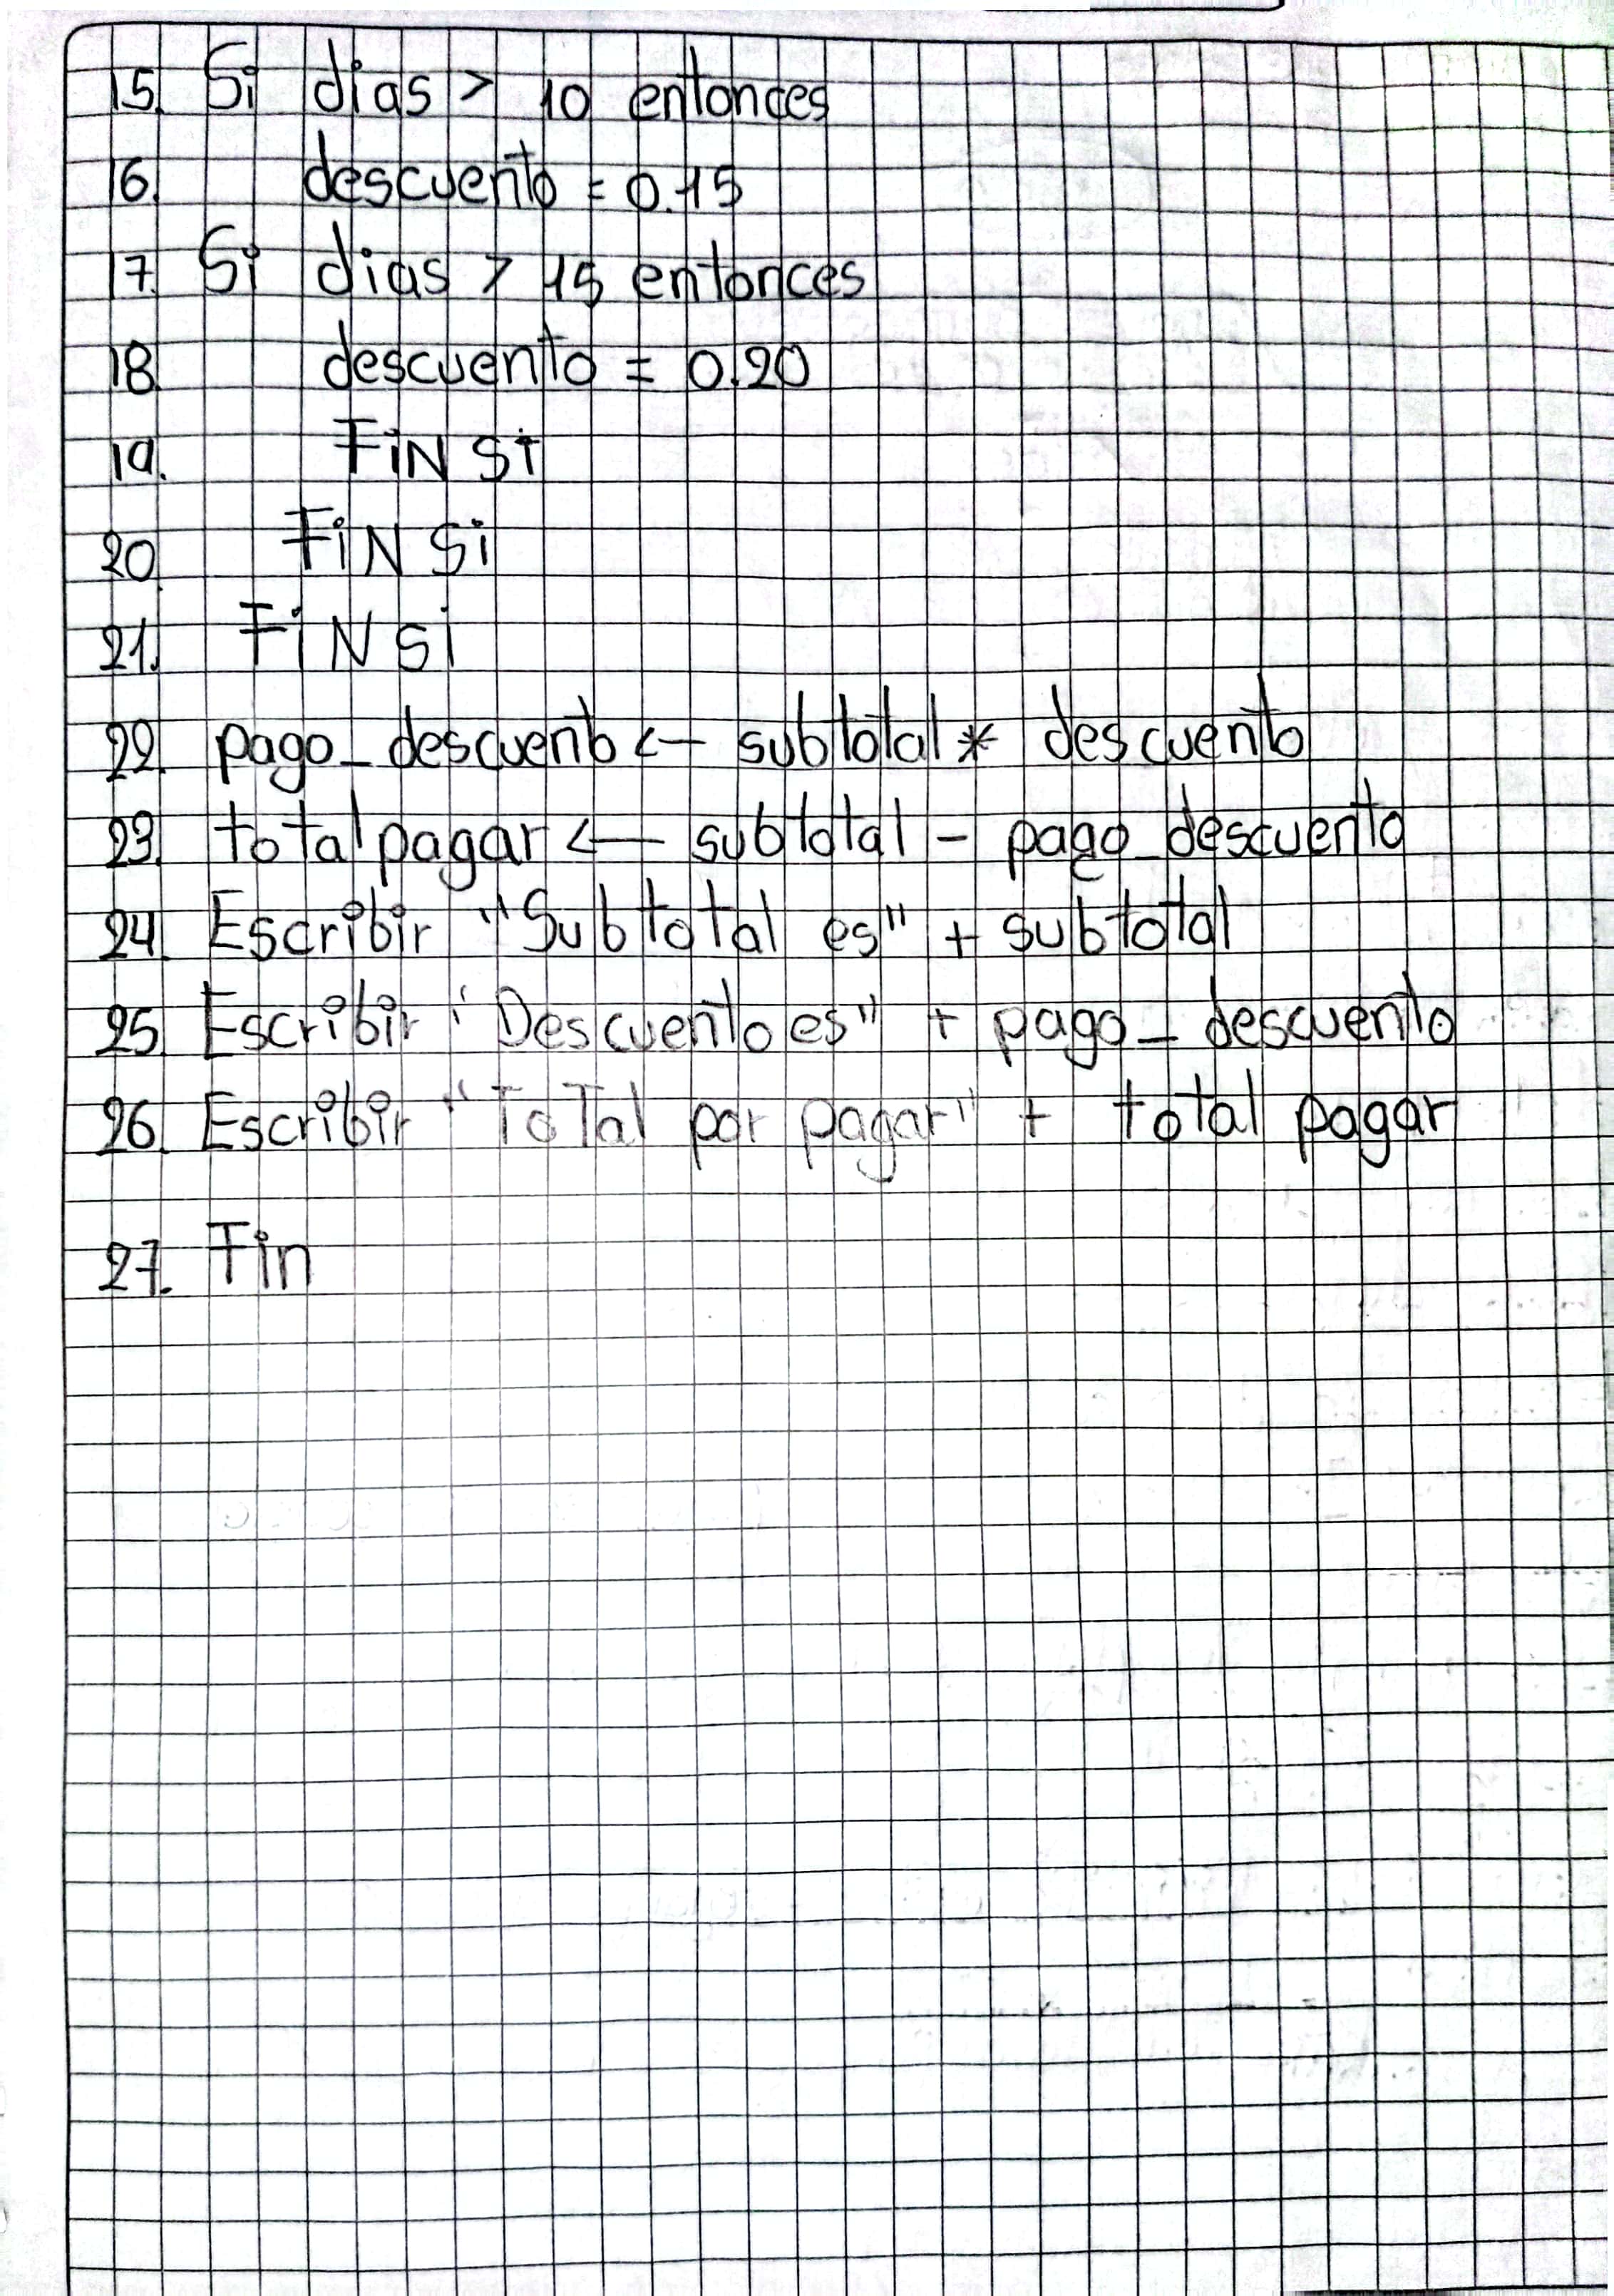 15. Si dias > 10 entonces
16. descuento = 0.15
17. Si dias > 15 entonces
18. descuento = 0.20
19. FiN Si
20. FiN Si
21. FiN Si
22. pago_descuento <- subtotal * descuento
23. total pagar <- subtotal - pago_descuento
24. Escribir "Subtotal es" + subtotal
25. Escribir "Descuento es" + pago_descuento
26. Escribir "ToTal por pagar" + total pagar
27. Fin